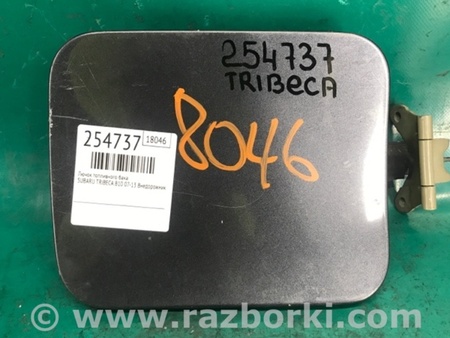 254737
TRIBECA
8046
254737 18046
Лючок топливного бака
SUBARU TRIBECA B10 07-13 Внедорожник
www.razborki.com